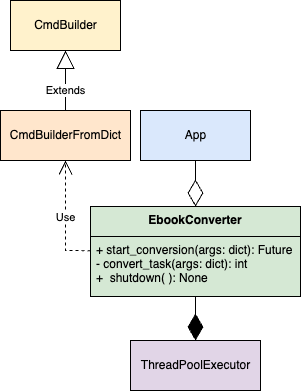 CmdBuilder
Extends
CmdBuilderFromDict
App
Use
EbookConverter
+ start_conversion(args: dict): Future
- convert_task(args: dict): int
+ shutdown( ): None
ThreadPoolExecutor